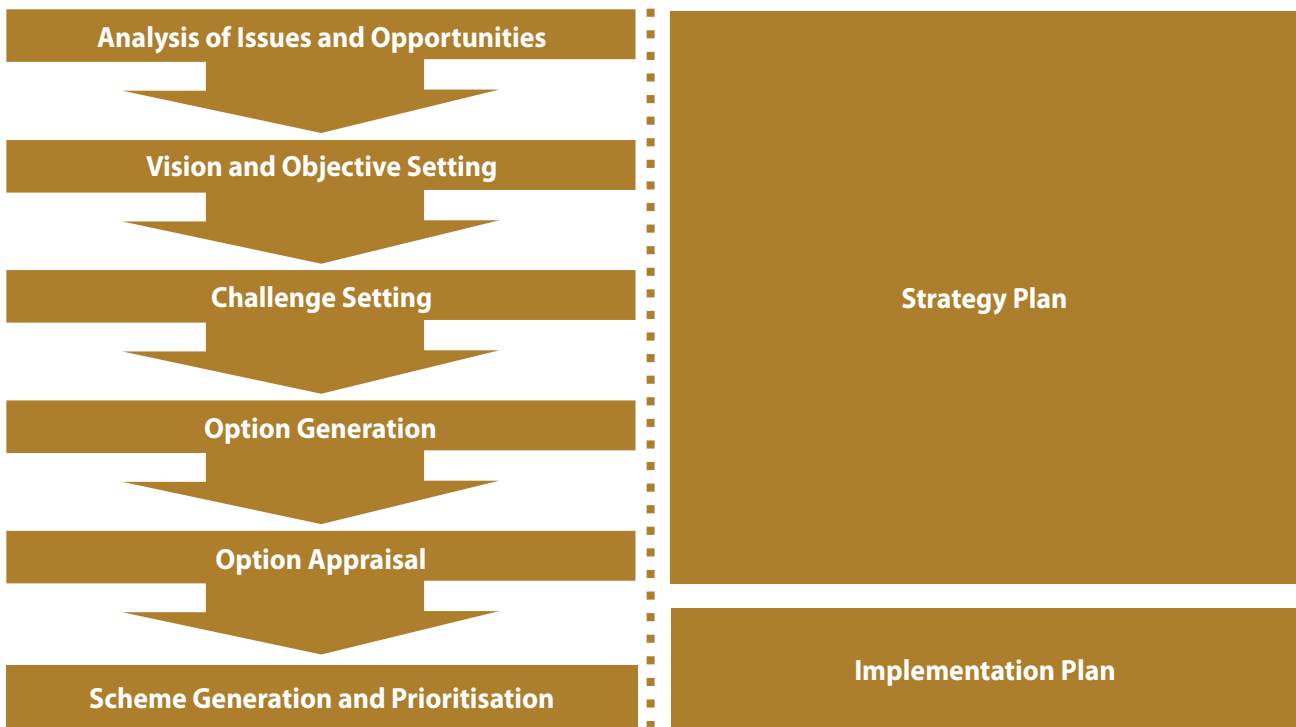 Analysis of Issues and Opportunities
Vision and Objective Setting
Challenge Setting
Option Generation
Option Appraisal
Scheme Generation and Prioritisation
Strategy Plan
Implementation Plan